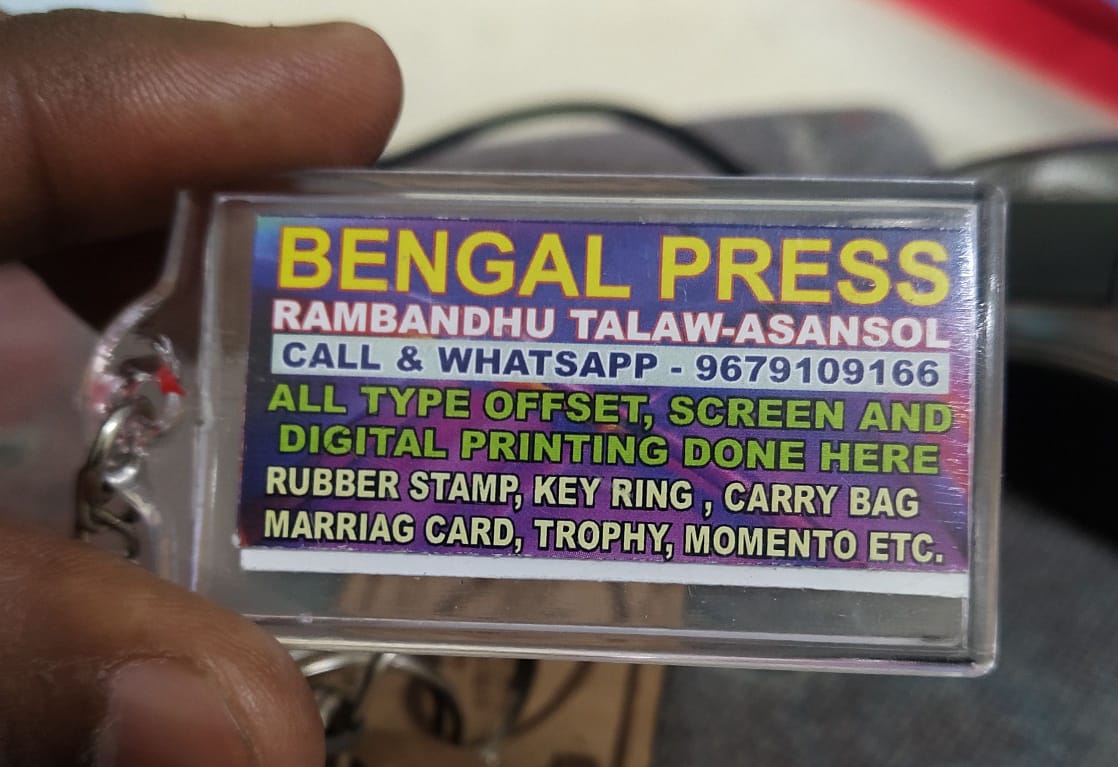 BENGAL PRESS
RAMBANDHU TALAW-ASANSOL
CALL & WHATSAPP - 9679109166
ALL TYPE OFFSET, SCREEN AND
DIGITAL PRINTING DONE HERE
RUBBER STAMP, KEY RING , CARRY BAG
MARRIAG CARD, TROPHY, MOMENTO ETC.